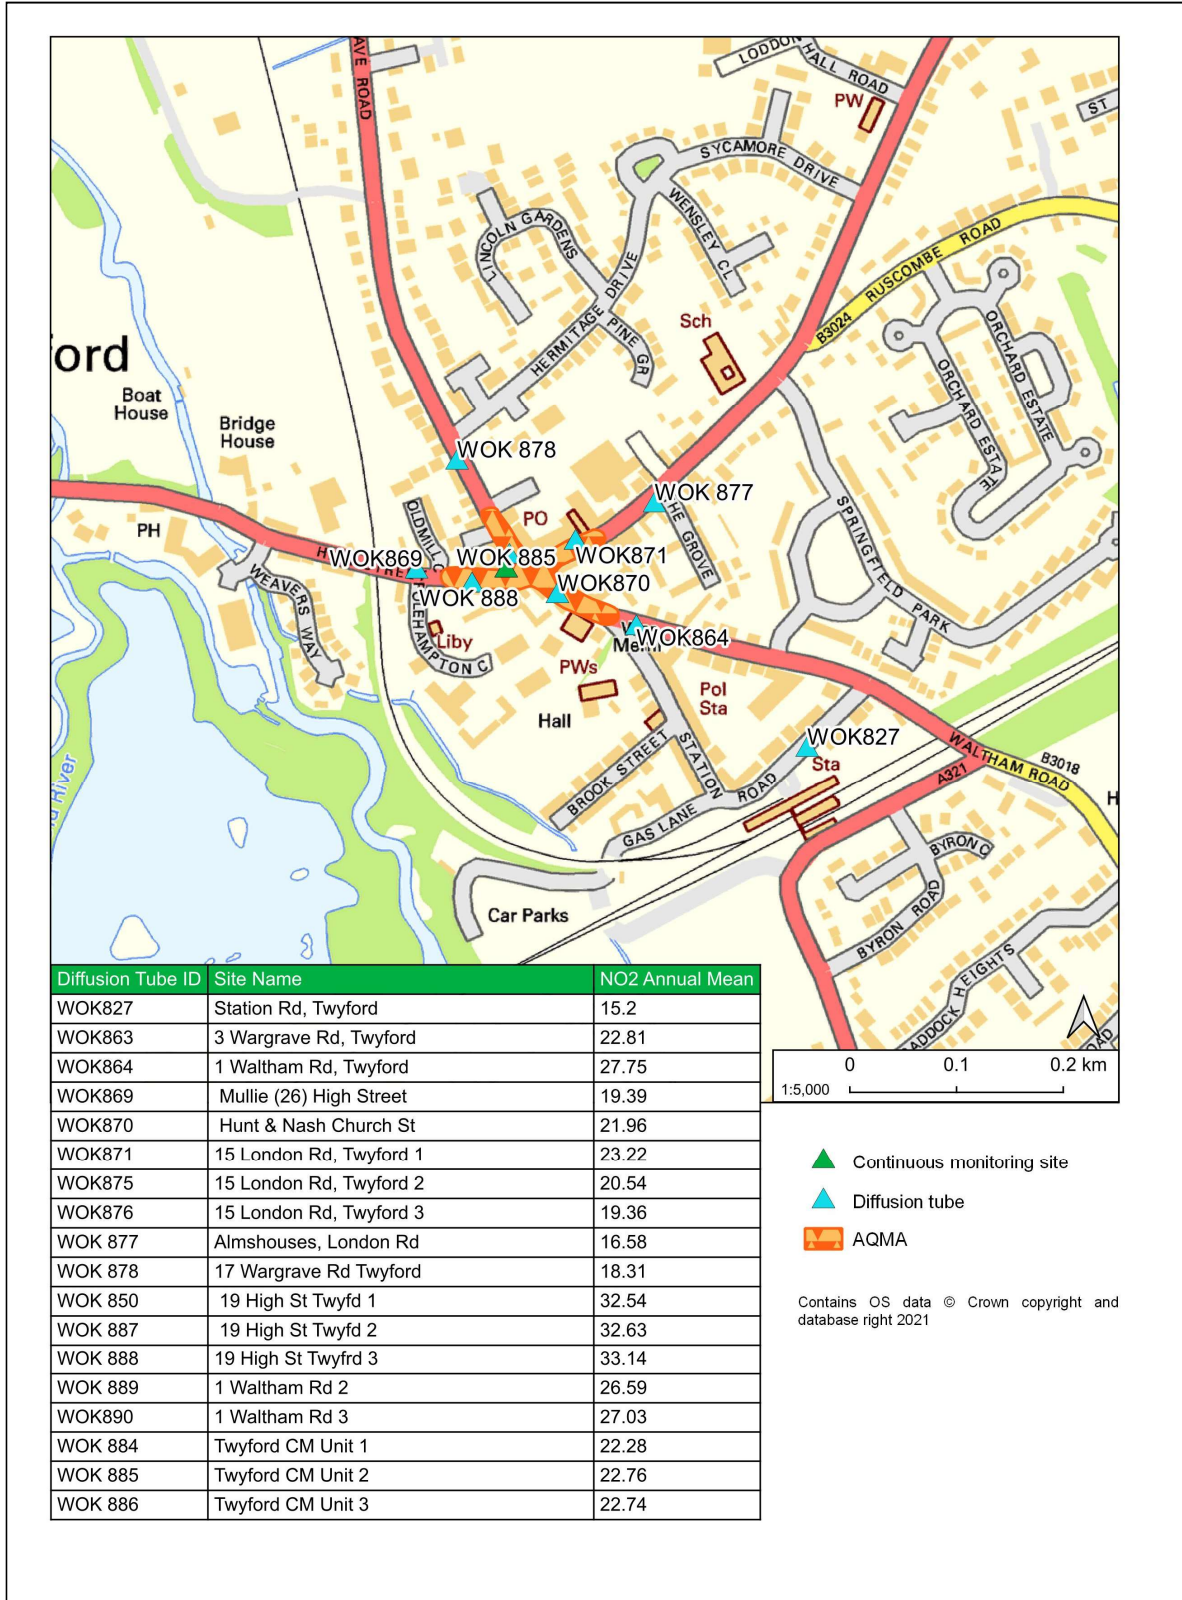 AVE ROAD
LODDON
HALL ROAD
PW
ST
SYCAMORE DRIVE
WENSLEY CL
LINCOLN GARDENS
HERMITAGE DRIVE
PINE GR
RUSCOMBE ROAD
B3024
Sch
ORCHARD ESTATE
ORCHARD ESTATE
ford
Boat
House
Bridge
House
WOK 878
WOK 877
PH
OLDMILL C
PO
THE GROVE
SPRINGFIELD PARK
WOK869
WOK 885
WOK871
WOK870
WOK 888
WEAVERS WAY
POLEHAMPTON C
Liby
WOK864
PWs
Pol
Sta
Hall
WOK827
Sta
BROOK STREET
STATION
ROAD
GAS LANE
WALTHAM ROAD
B3018
A321
H
River
BYRON C
BYRON ROAD
Car Parks
ADDOCK HEIGHTS
OAD
0 0.1 0.2 km
1:5,000
Diffusion Tube ID Site Name NO2 Annual Mean
WOK827 Station Rd, Twyford 15.2
WOK863 3 Wargrave Rd, Twyford 22.81
WOK864 1 Waltham Rd, Twyford 27.75
WOK869 Mullie (26) High Street 19.39
WOK870 Hunt & Nash Church St 21.96
WOK871 15 London Rd, Twyford 1 23.22
WOK875 15 London Rd, Twyford 2 20.54
WOK876 15 London Rd, Twyford 3 19.36
WOK 877 Almshouses, London Rd 16.58
WOK 878 17 Wargrave Rd Twyford 18.31
WOK 850 19 High St Twyfd 1 32.54
WOK 887 19 High St Twyfd 2 32.63
WOK 888 19 High St Twyfrd 3 33.14
WOK 889 1 Waltham Rd 2 26.59
WOK890 1 Waltham Rd 3 27.03
WOK 884 Twyford CM Unit 1 22.28
WOK 885 Twyford CM Unit 2 22.76
WOK 886 Twyford CM Unit 3 22.74
Continuous monitoring site
Diffusion tube
AQMA
Contains OS data © Crown copyright and
database right 2021